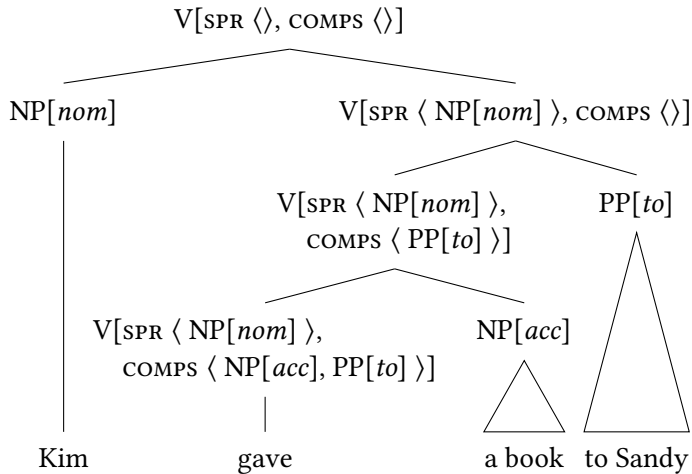 V[SPR ⟨⟩, COMPS ⟨⟩]
NP[nom]
V[SPR ⟨ NP[nom] ⟩, COMPS ⟨⟩]
V[SPR ⟨ NP[nom] ⟩,
COMPS ⟨ PP[to] ⟩]
PP[to]
V[SPR ⟨ NP[nom] ⟩,
COMPS ⟨ NP[acc], PP[to] ⟩]
NP[acc]
Kim gave a book to Sandy